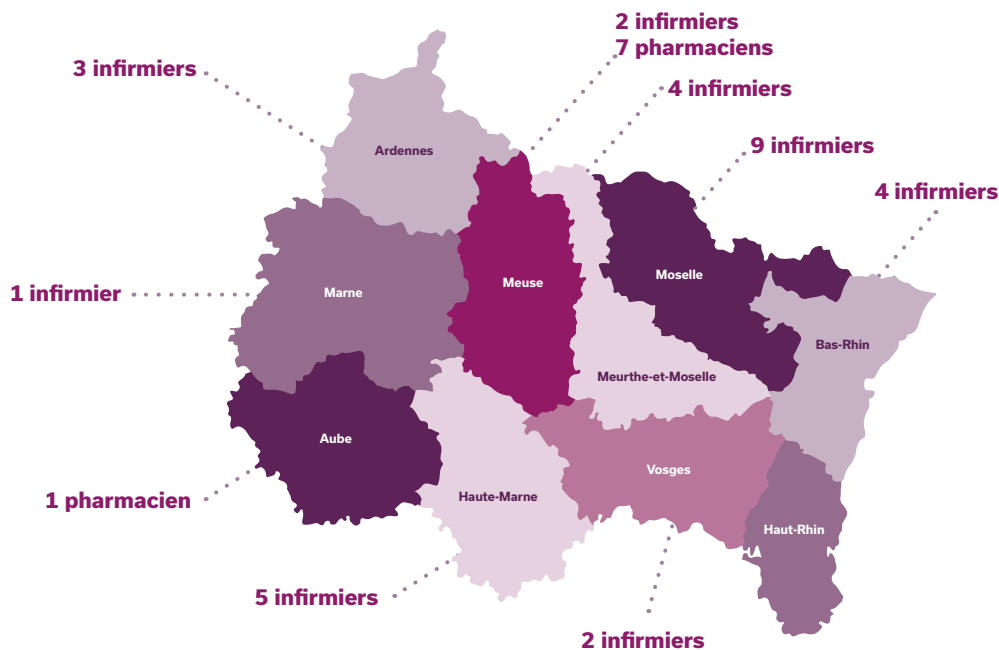 2 infirmiers
7 pharmaciens
3 infirmiers
4 infirmiers
9 infirmiers
4 infirmiers
Ardennes
1 infirmier
Marne
Meuse
Moselle
Bas-Rhin
Meurthe-et-Moselle
Aube
Vosges
1 pharmacien
Haute-Marne
Haut-Rhin
5 infirmiers
2 infirmiers